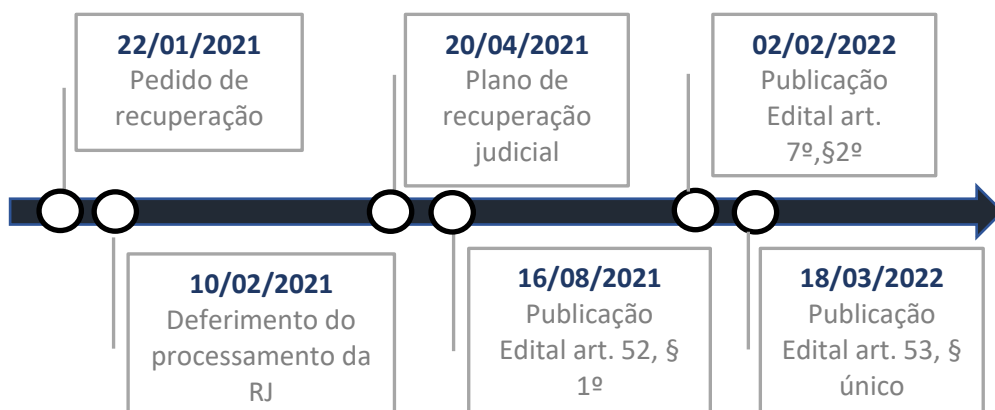 22/01/2021
Pedido de
recuperação
20/04/2021
Plano de
recuperação
judicial
02/02/2022
Publicação
Edital art.
7º,§2º
10/02/2021
Deferimento do
processamento da
RJ
16/08/2021
Publicação
Edital art. 52, §
1º
18/03/2022
Publicação
Edital art. 53, §
único